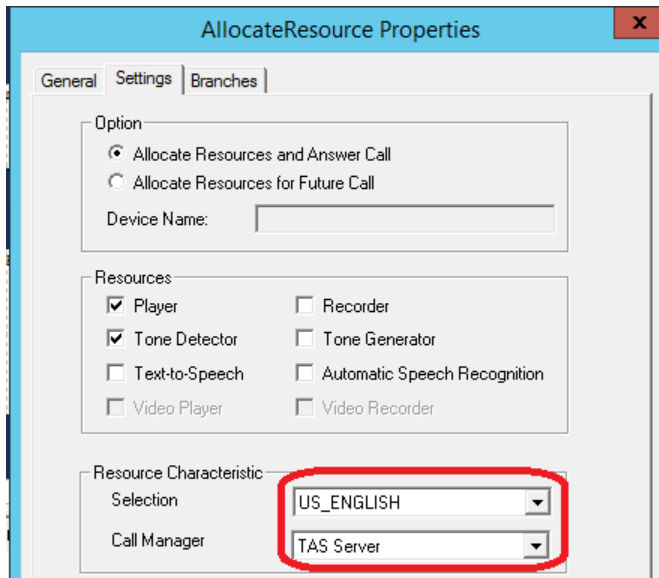 AllocateResource Properties
x
General Settings Branches
Option
Allocate Resources and Answer Call
Allocate Resources for Future Call
Device Name:
Resources
Player Recorder
Tone Detector Tone Generator
Text-to-Speech Automatic Speech Recognition
Video Player Video Recorder
Resource Characteristic
Selection US_ENGLISH
Call Manager TAS Server